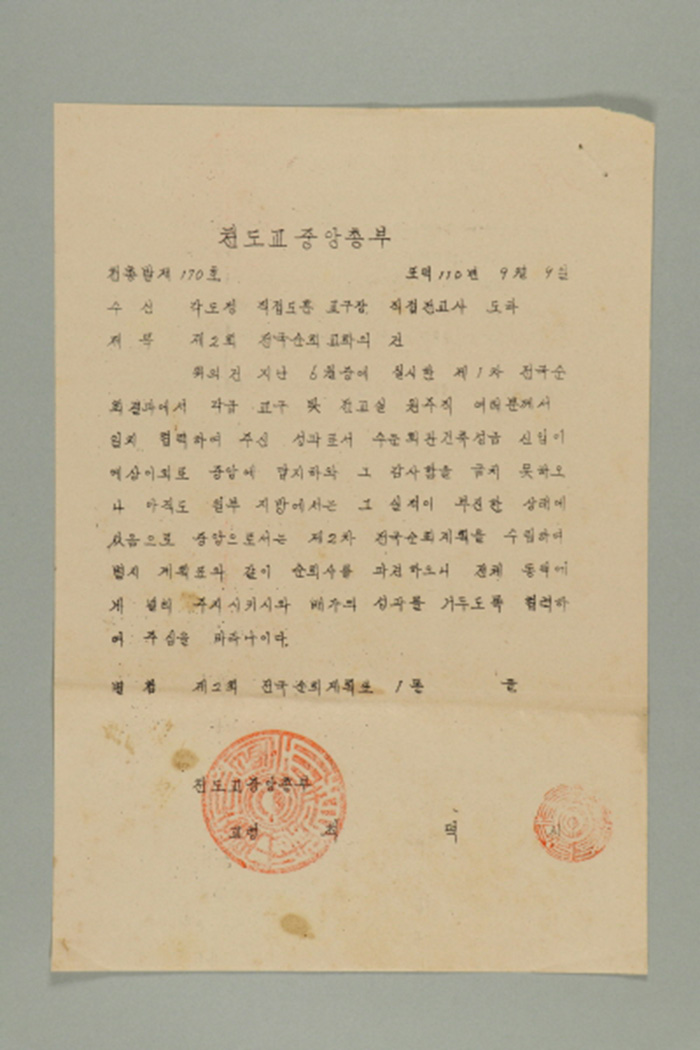 천도교중앙총부
천총발제 170호 포덕 110년 9월 9일
수 신 각도정 직접도훈 교구장 직접전교사 도하
제 목 제2회 전국순회교화의 건
위의 건 지난 6월중에 실시한 제1차 전국순
회결과에서 각급 교구 및 전교실 원주직 여러분께서
일치 협력하여 주신 성과로서 수운회관건축성금 신입이
예상이외로 중앙에 답지하와 그 감사함을 금치 못하오
나 아직도 일부 지방에서는 그 실적이 부진한 상태에
있음으로 중앙으로서는 제2차 전국순회계획을 수립하여
별지 계획표와 같이 순회사를 파견하오니 전체 동덕에
게 널리 주지시키시와 배가의 성과를 거두도록 협력하
여 주심을 바라나이다.
별 첨 제2회 전국순회계획표 1통 끝
천도교중앙총부
교령 최 덕 신